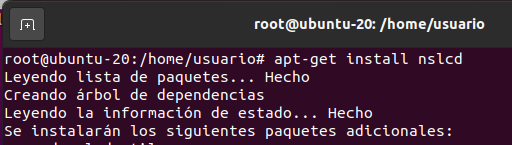 root@ubuntu-20: /home/usuario
root@ubuntu-20:/home/usuario# apt-get install nslcd
Leyendo lista de paquetes... Hecho
Creando árbol de dependencias
Leyendo la información de estado... Hecho
Se instalarán los siguientes paquetes adicionales: